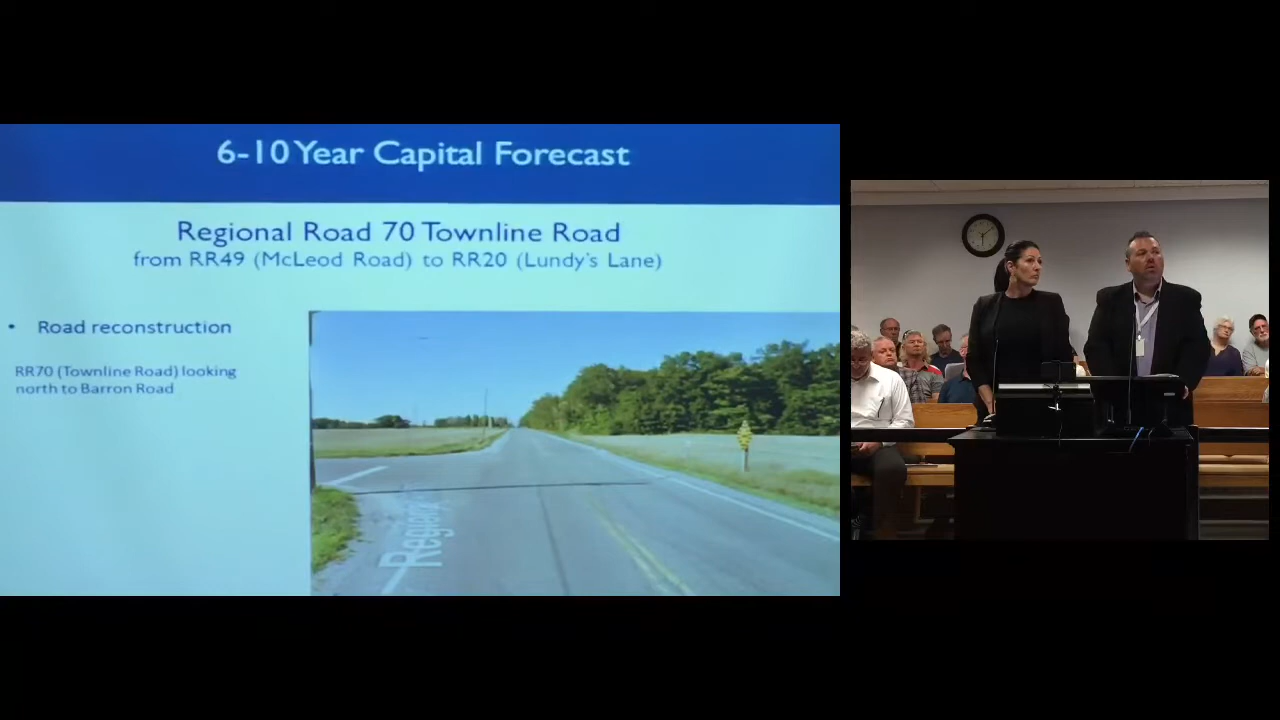 6-10 Year Capital Forecast
Regional Road 70 Townline Road
from RR49 (McLeod Road) to RR20 (Lundy's Lane)
• Road reconstruction
RR70 (Townline Road) looking
north to Barron Road
Regional